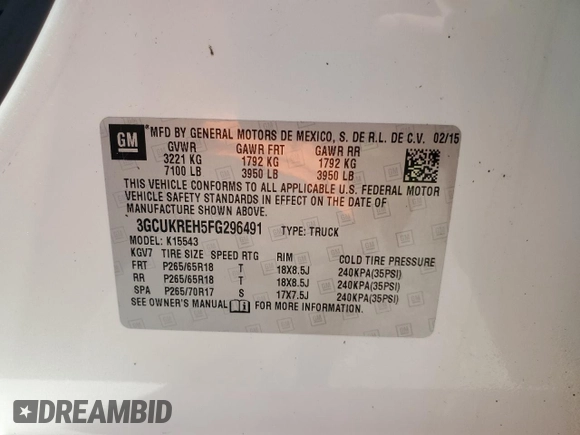 GM
MFD BY GENERAL MOTORS DE MEXICO, S. DE R.L. DE C.V. 02/15
GVWR GAWR FRT GAWR RR
3221 KG 1792 KG 1792 KG
7100 LB 3950 LB 3950 LB
THIS VEHICLE CONFORMS TO ALL APPLICABLE U.S. FEDERAL MOTOR
VEHICLE SAFETY STANDARDS IN EFFECT ON THE DATE OF
MANUFACTURE SHOWN ABOVE.
3GCUKREH5FG296491 TYPE: TRUCK
MODEL: K15543
KGV7 TIRE SIZE SPEED RTG RIM COLD TIRE PRESSURE
FRT P265/65R18 T 18X8.5J 240KPA(35PSI)
RR P265/65R18 T 18X8.5J 240KPA(35PSI)
SPA P265/70R17 S 17X7.5J 240KPA(35PSI)
SEE OWNER'S MANUAL FOR MORE INFORMATION.
DREAMBID